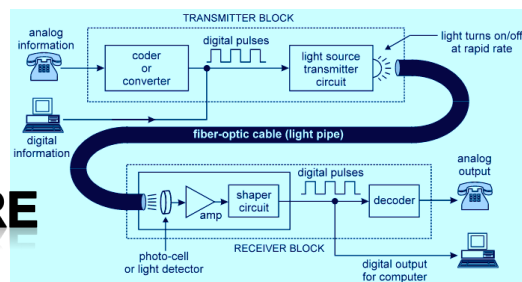 TRANSMITTER BLOCK
analog
information
coder
or
converter
digital pulses
light source
transmitter
circuit
light turns on/off
at rapid rate
digital
information
fiber-optic cable (light pipe)
RE
digital pulses
analog
output
amp
shaper
circuit
decoder
photo-cell
or light detector
RECEIVER BLOCK
digital output
for computer